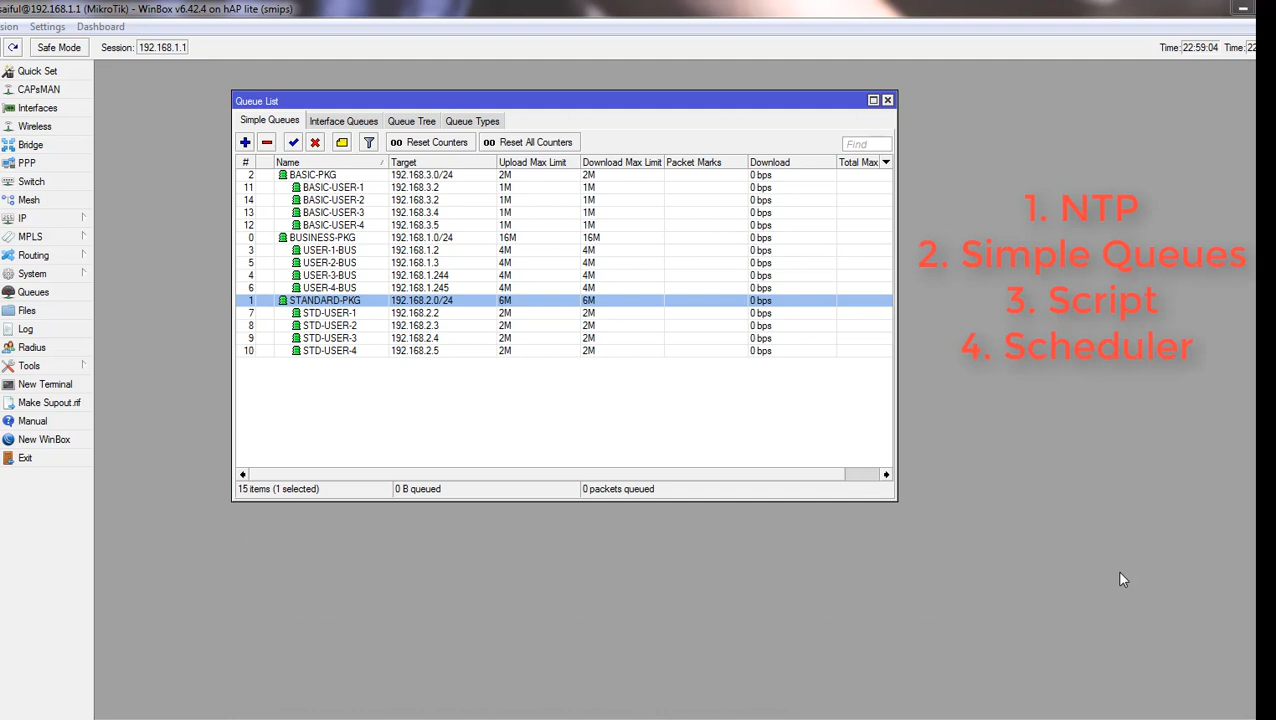 saiful@192.168.1.1 (MikroTik) - WinBox v6.42.4 on hAP lite (smips)
sion Settings Dashboard
Safe Mode Session: 192.168.1.1 Time: 22:59:04 Time: 22
Quick Set
CAPsMAN
Interfaces
Wireless
Bridge
PPP
Switch
Mesh
IP
MPLS
Routing
System
Queues
Files
Log
Radius
Tools
New Terminal
Make Supout.rif
Manual
New WinBox
Exit
Queue List
Simple Queues Interface Queues Queue Tree Queue Types
00 Reset Counters 00 Reset All Counters Find
# Name / Target Upload Max Limit Download Max Limit Packet Marks Download Total Max
2 BASIC-PKG 192.168.3.0/24 2M 2M 0 bps
11 BASIC-USER-1 192.168.3.2 1M 1M 0 bps
14 BASIC-USER-2 192.168.3.2 1M 1M 0 bps
13 BASIC-USER-3 192.168.3.4 1M 1M 0 bps
12 BASIC-USER-4 192.168.3.5 1M 1M 0 bps
0 BUSINESS-PKG 192.168.1.0/24 16M 16M 0 bps
3 USER-1-BUS 192.168.1.2 4M 4M 0 bps
5 USER-2-BUS 192.168.1.3 4M 4M 0 bps
4 USER-3-BUS 192.168.1.244 4M 4M 0 bps
6 USER-4-BUS 192.168.1.245 4M 4M 0 bps
1 STANDARD-PKG 192.168.2.0/24 6M 6M 0 bps
7 STD-USER-1 192.168.2.2 2M 2M 0 bps
8 STD-USER-2 192.168.2.3 2M 2M 0 bps
9 STD-USER-3 192.168.2.4 2M 2M 0 bps
10 STD-USER-4 192.168.2.5 2M 2M 0 bps
15 items (1 selected) 0 B queued 0 packets queued
1. NTP
2. Simple Queues
3. Script
4. Scheduler